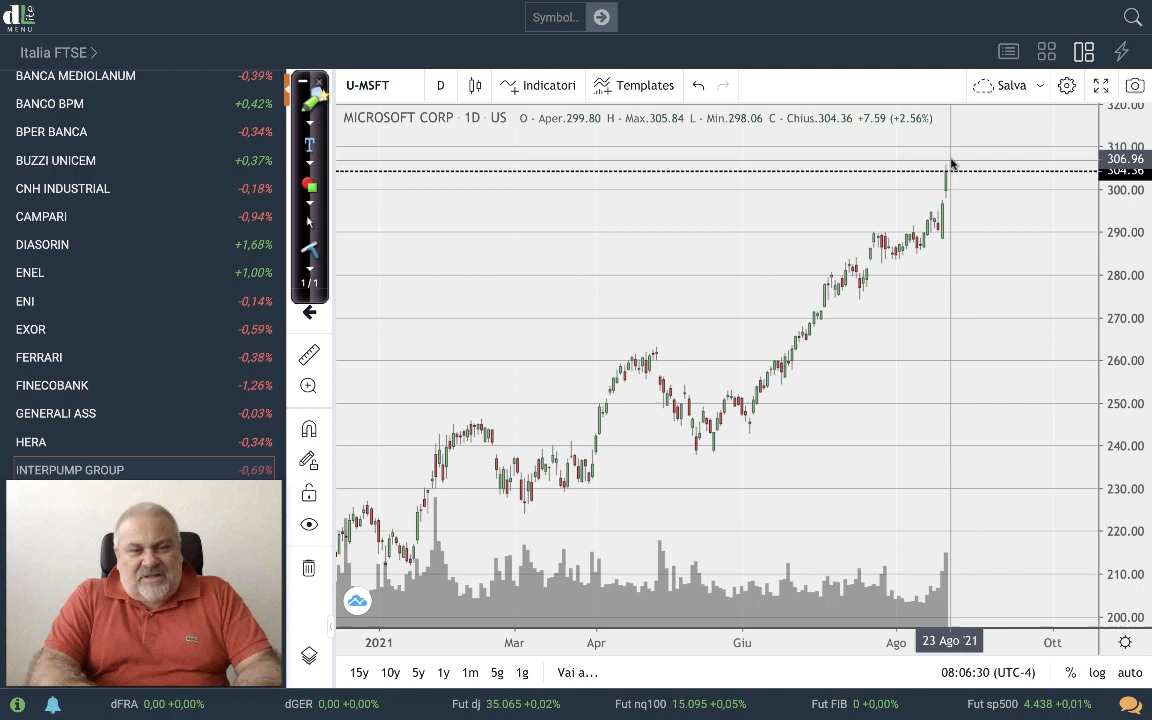 dLite
MENU
Symbol..
Italia FTSE
BANCA MEDIOLANUM -0,39%
BANCO BPM +0,42%
BPER BANCA -0,34%
BUZZI UNICEM +0,37%
CNH INDUSTRIAL -0,18%
CAMPARI -0,94%
DIASORIN +1,68%
ENEL +1,00%
ENI -0,14%
EXOR -0,59%
FERRARI -0,38%
FINECOBANK -1,26%
GENERALI ASS -0,03%
HERA -0,34%
INTERPUMP GROUP -0,69%
T
1/1
U-MSFT D Indicatori Templates Salva
MICROSOFT CORP · 1D · US O - Aper.299.80 H - Max.305.84 L - Min.298.06 C - Chius.304.36 +7.59 (+2.56%)
320.00
310.00
306.96
304.36
300.00
290.00
280.00
270.00
260.00
250.00
240.00
230.00
220.00
210.00
200.00
2021 Mar Apr Giu Ago 23 Ago '21 Ott
15y 10y 5y 1y 1m 5g 1g Vai a... 08:06:30 (UTC-4) % log auto
dFRA 0,00 +0,00% dGER 0,00 +0,00% Fut dj 35.065 +0,02% Fut nq100 15.095 +0,05% Fut FIB 0 +0,00% Fut sp500 4.438 +0,01%